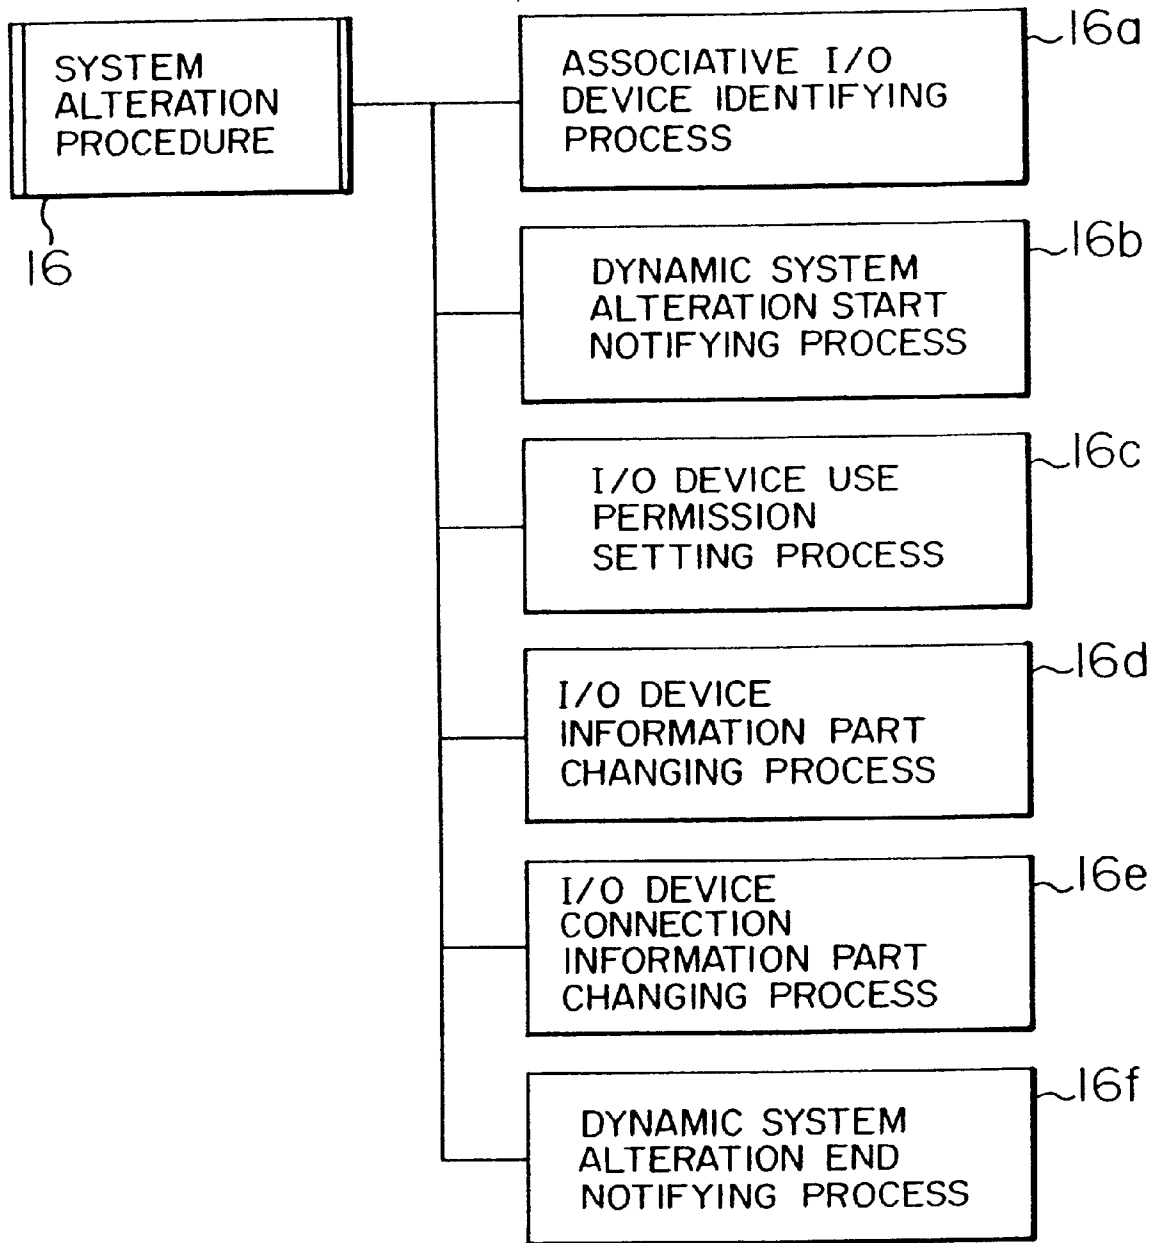 SYSTEM
ALTERATION
PROCEDURE
16
ASSOCIATIVE I/O
DEVICE IDENTIFYING
PROCESS
16a
DYNAMIC SYSTEM
ALTERATION START
NOTIFYING PROCESS
16b
I/O DEVICE USE
PERMISSION
SETTING PROCESS
16c
I/O DEVICE
INFORMATION PART
CHANGING PROCESS
16d
I/O DEVICE
CONNECTION
INFORMATION PART
CHANGING PROCESS
16e
DYNAMIC SYSTEM
ALTERATION END
NOTIFYING PROCESS
16f